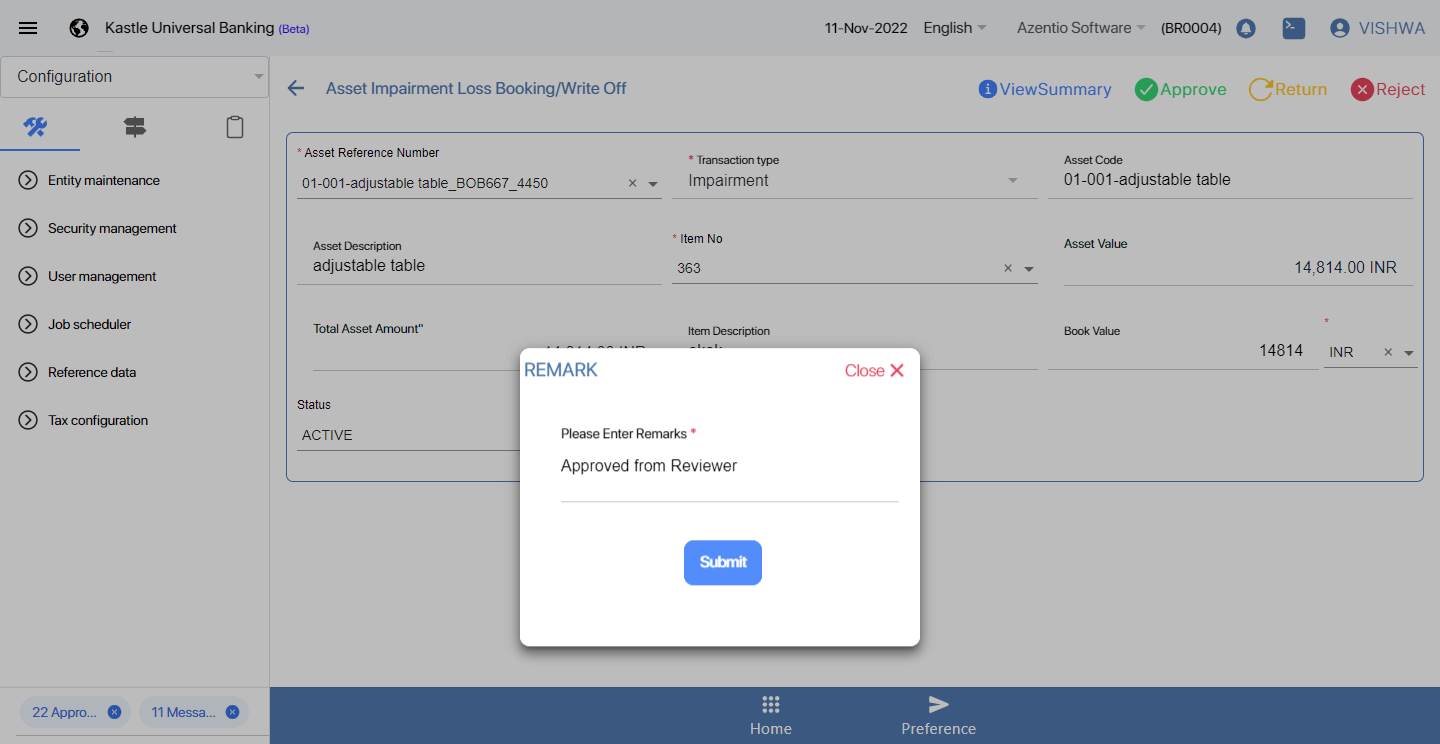 Kastle Universal Banking (Beta)
11-Nov-2022 English Azentio Software (BR0004) VISHWA
Configuration
Asset Impairment Loss Booking/Write Off
ViewSummary Approve Return Reject
Entity maintenance
Security management
User management
Job scheduler
Reference data
Tax configuration
* Asset Reference Number
01-001-adjustable table_BOB667_4450
* Transaction type
Impairment
Asset Code
01-001-adjustable table
Asset Description
adjustable table
* Item No
363
Asset Value
14,814.00 INR
Total Asset Amount"
Item Description
Book Value
14814
*
INR
Status
ACTIVE
REMARK
Close
Please Enter Remarks *
Approved from Reviewer
Submit
22 Appro...
11 Messa...
Home
Preference